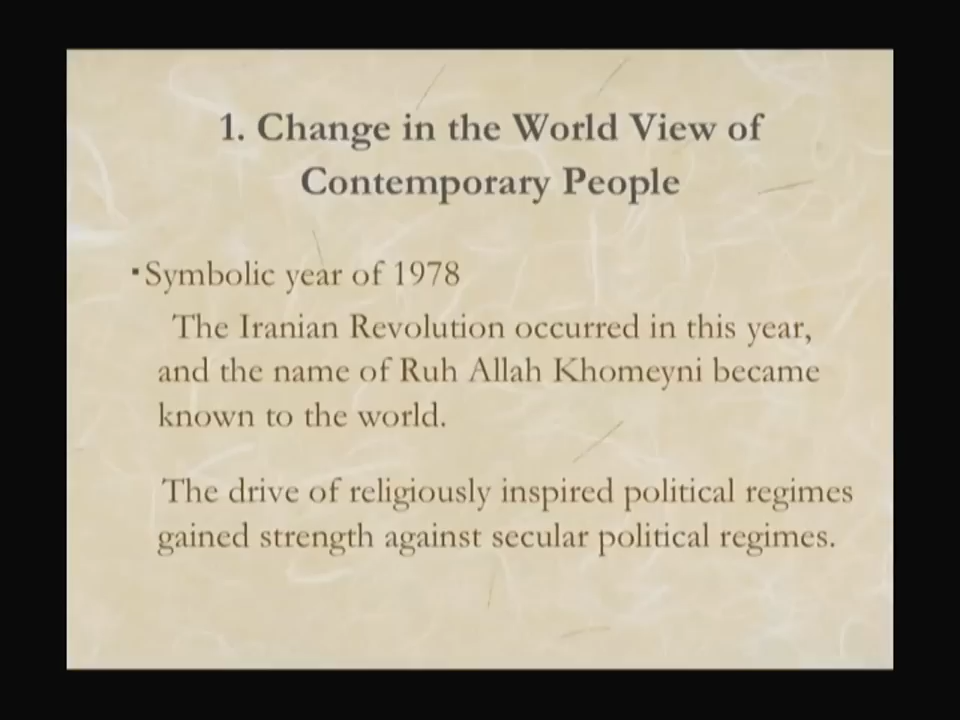 1. Change in the World View of
Contemporary People
▪Symbolic year of 1978
The Iranian Revolution occurred in this year,
and the name of Ruh Allah Khomeyni became
known to the world.
The drive of religiously inspired political regimes
gained strength against secular political regimes.